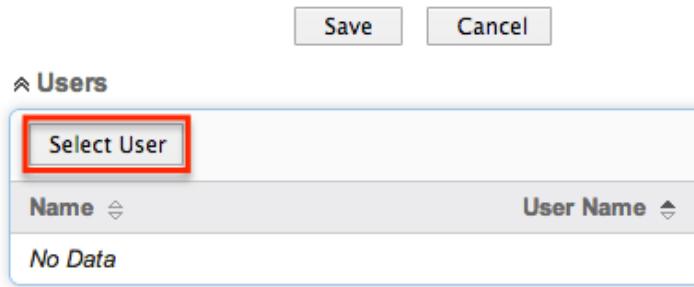 Save Cancel
Users
Select User
Name User Name
No Data